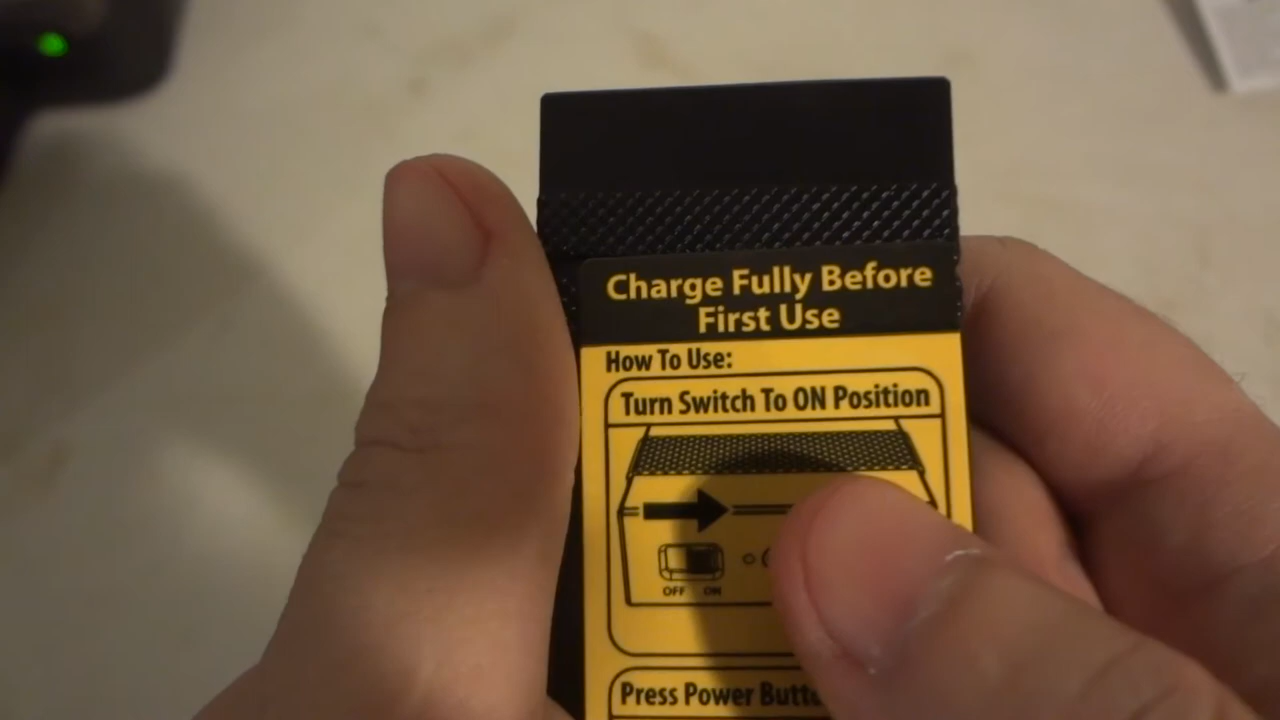 Charge Fully Before
First Use
How To Use:
Turn Switch To ON Position
OFF ON
Press Power